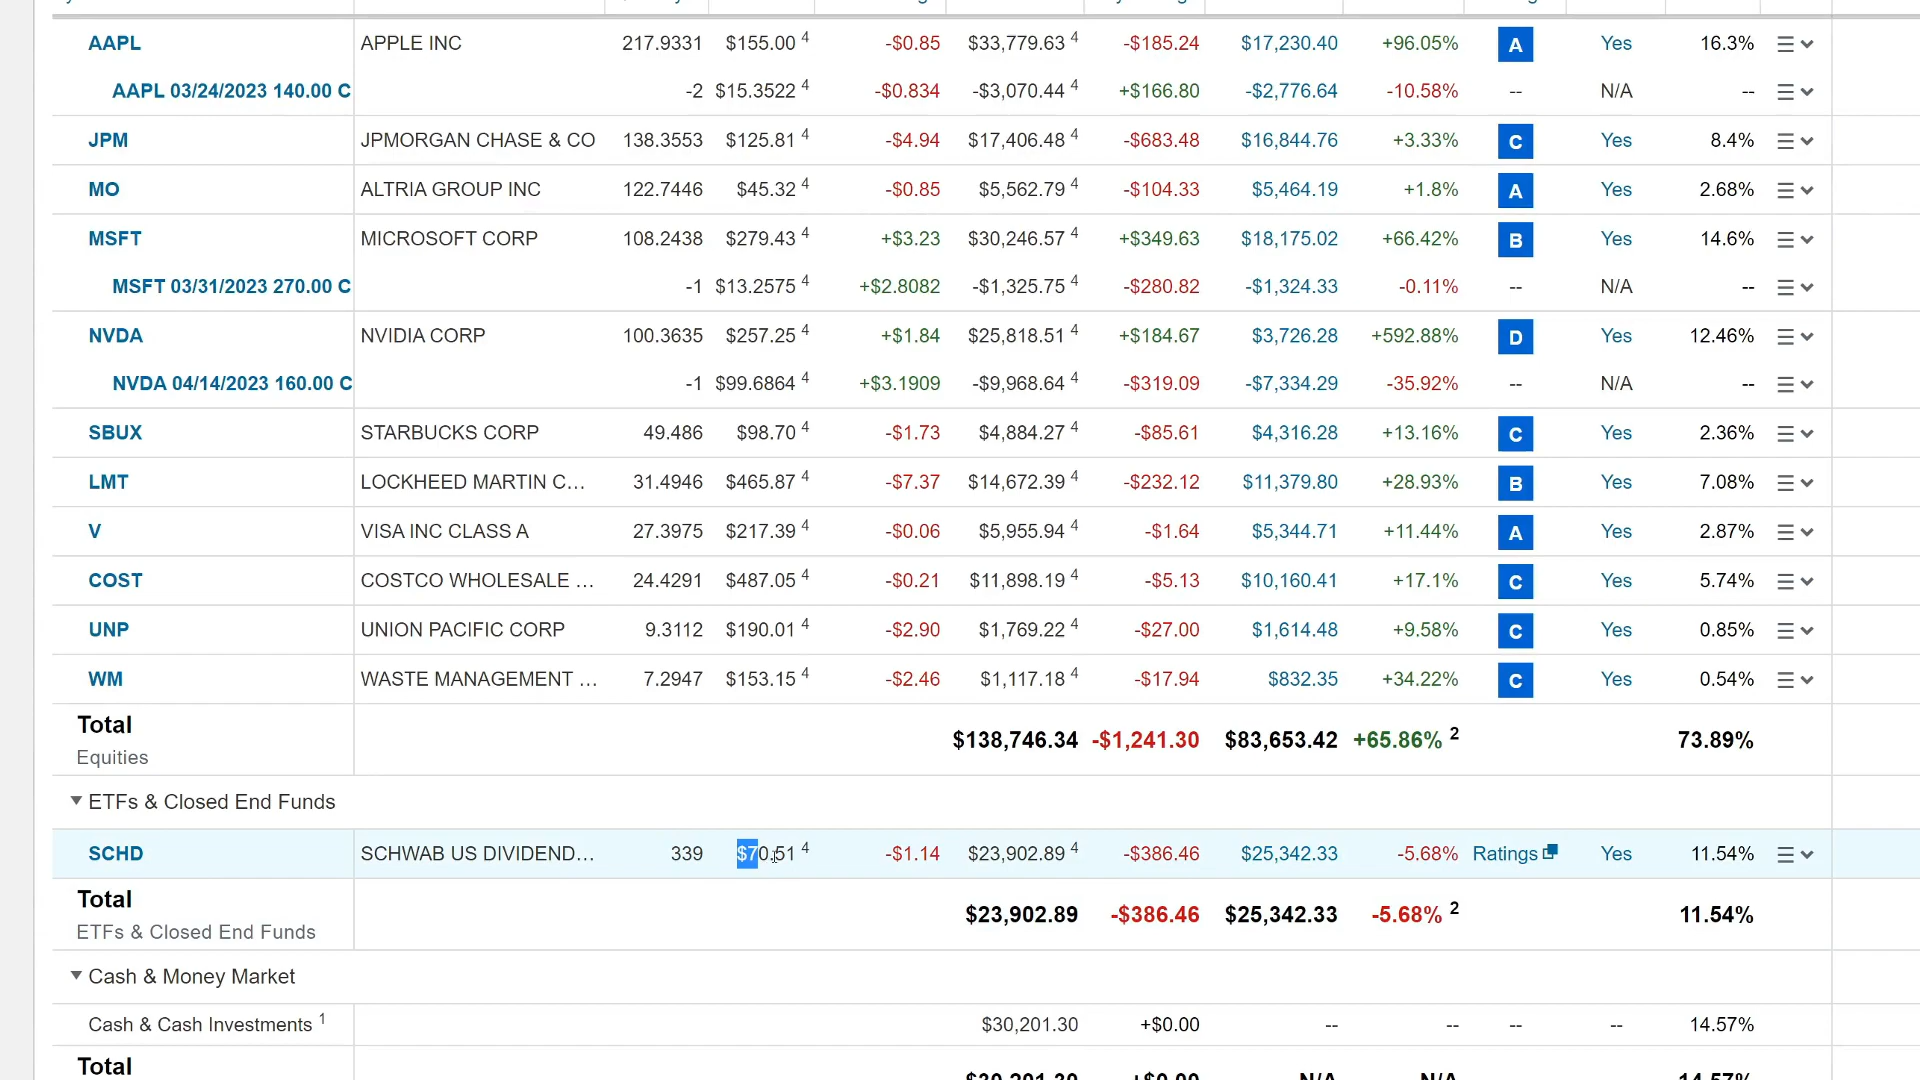 AAPL APPLE INC 217.9331 $155.00 4 -$0.85 $33,779.63 4 -$185.24 $17,230.40 +96.05% A Yes 16.3%
AAPL 03/24/2023 140.00 C -2 $15.3522 4 -$0.834 -$3,070.44 4 +$166.80 -$2,776.64 -10.58% -- N/A --
JPM JPMORGAN CHASE & CO 138.3553 $125.81 4 -$4.94 $17,406.48 4 -$683.48 $16,844.76 +3.33% C Yes 8.4%
MO ALTRIA GROUP INC 122.7446 $45.32 4 -$0.85 $5,562.79 4 -$104.33 $5,464.19 +1.8% A Yes 2.68%
MSFT MICROSOFT CORP 108.2438 $279.43 4 +$3.23 $30,246.57 4 +$349.63 $18,175.02 +66.42% B Yes 14.6%
MSFT 03/31/2023 270.00 C -1 $13.2575 4 +$2.8082 -$1,325.75 4 -$280.82 -$1,324.33 -0.11% -- N/A --
NVDA NVIDIA CORP 100.3635 $257.25 4 +$1.84 $25,818.51 4 +$184.67 $3,726.28 +592.88% D Yes 12.46%
NVDA 04/14/2023 160.00 C -1 $99.6864 4 +$3.1909 -$9,968.64 4 -$319.09 -$7,334.29 -35.92% -- N/A --
SBUX STARBUCKS CORP 49.486 $98.70 4 -$1.73 $4,884.27 4 -$85.61 $4,316.28 +13.16% C Yes 2.36%
LMT LOCKHEED MARTIN C... 31.4946 $465.87 4 -$7.37 $14,672.39 4 -$232.12 $11,379.80 +28.93% B Yes 7.08%
V VISA INC CLASS A 27.3975 $217.39 4 -$0.06 $5,955.94 4 -$1.64 $5,344.71 +11.44% A Yes 2.87%
COST COSTCO WHOLESALE ... 24.4291 $487.05 4 -$0.21 $11,898.19 4 -$5.13 $10,160.41 +17.1% C Yes 5.74%
UNP UNION PACIFIC CORP 9.3112 $190.01 4 -$2.90 $1,769.22 4 -$27.00 $1,614.48 +9.58% C Yes 0.85%
WM WASTE MANAGEMENT ... 7.2947 $153.15 4 -$2.46 $1,117.18 4 -$17.94 $832.35 +34.22% C Yes 0.54%
Total $138,746.34 -$1,241.30 $83,653.42 +65.86% 2 73.89%
Equities
ETFs & Closed End Funds
SCHD SCHWAB US DIVIDEND... 339 $70.51 4 -$1.14 $23,902.89 4 -$386.46 $25,342.33 -5.68% Ratings Yes 11.54%
Total $23,902.89 -$386.46 $25,342.33 -5.68% 2 11.54%
ETFs & Closed End Funds
Cash & Money Market
Cash & Cash Investments 1 $30,201.30 +$0.00 -- -- -- -- 14.57%
Total $30,201.30 +$0.00 N/A N/A 14.57%